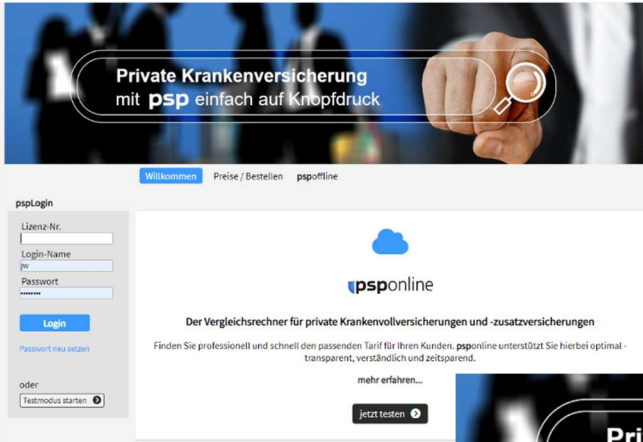 Private Krankenversicherung
mit psp einfach auf Knopfdruck
Willkommen Preise / Bestellen pspoffline
pspLogin
Lizenz-Nr.
Login-Name
jw
Passwort
••••••••
Login
Passwort neu setzen
oder
Testmodus starten
psponline
Der Vergleichsrechner für private Krankenvollversicherungen und -zusatzversicherungen
Finden Sie professionell und schnell den passenden Tarif für Ihren Kunden. psponline unterstützt Sie hierbei optimal -
transparent, verständlich und zeitsparend.
mehr erfahren...
jetzt testen
Pri